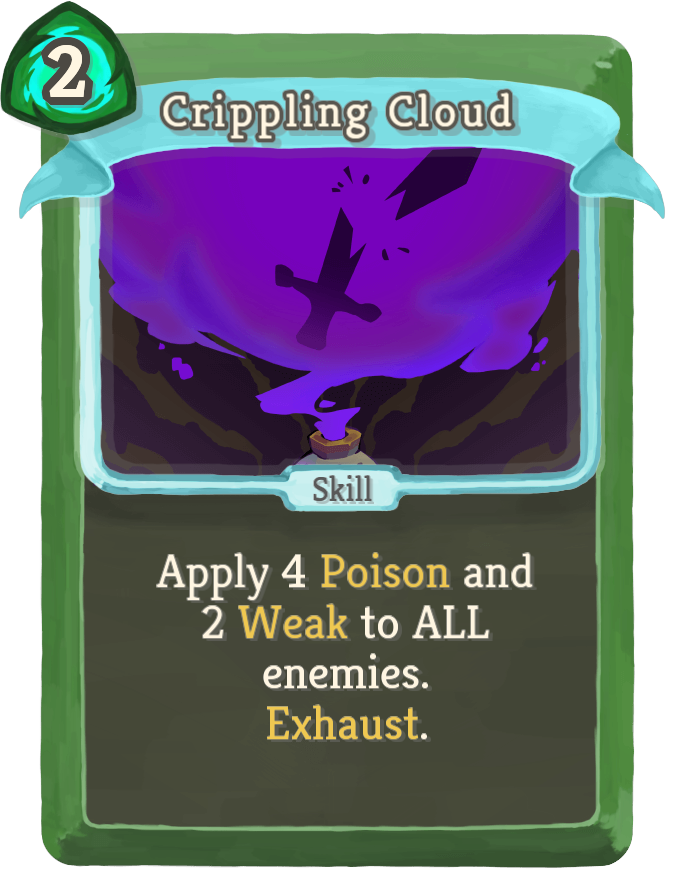 2
Crippling Cloud
Skill
Apply 4 Poison and
2 Weak to ALL
enemies.
Exhaust.